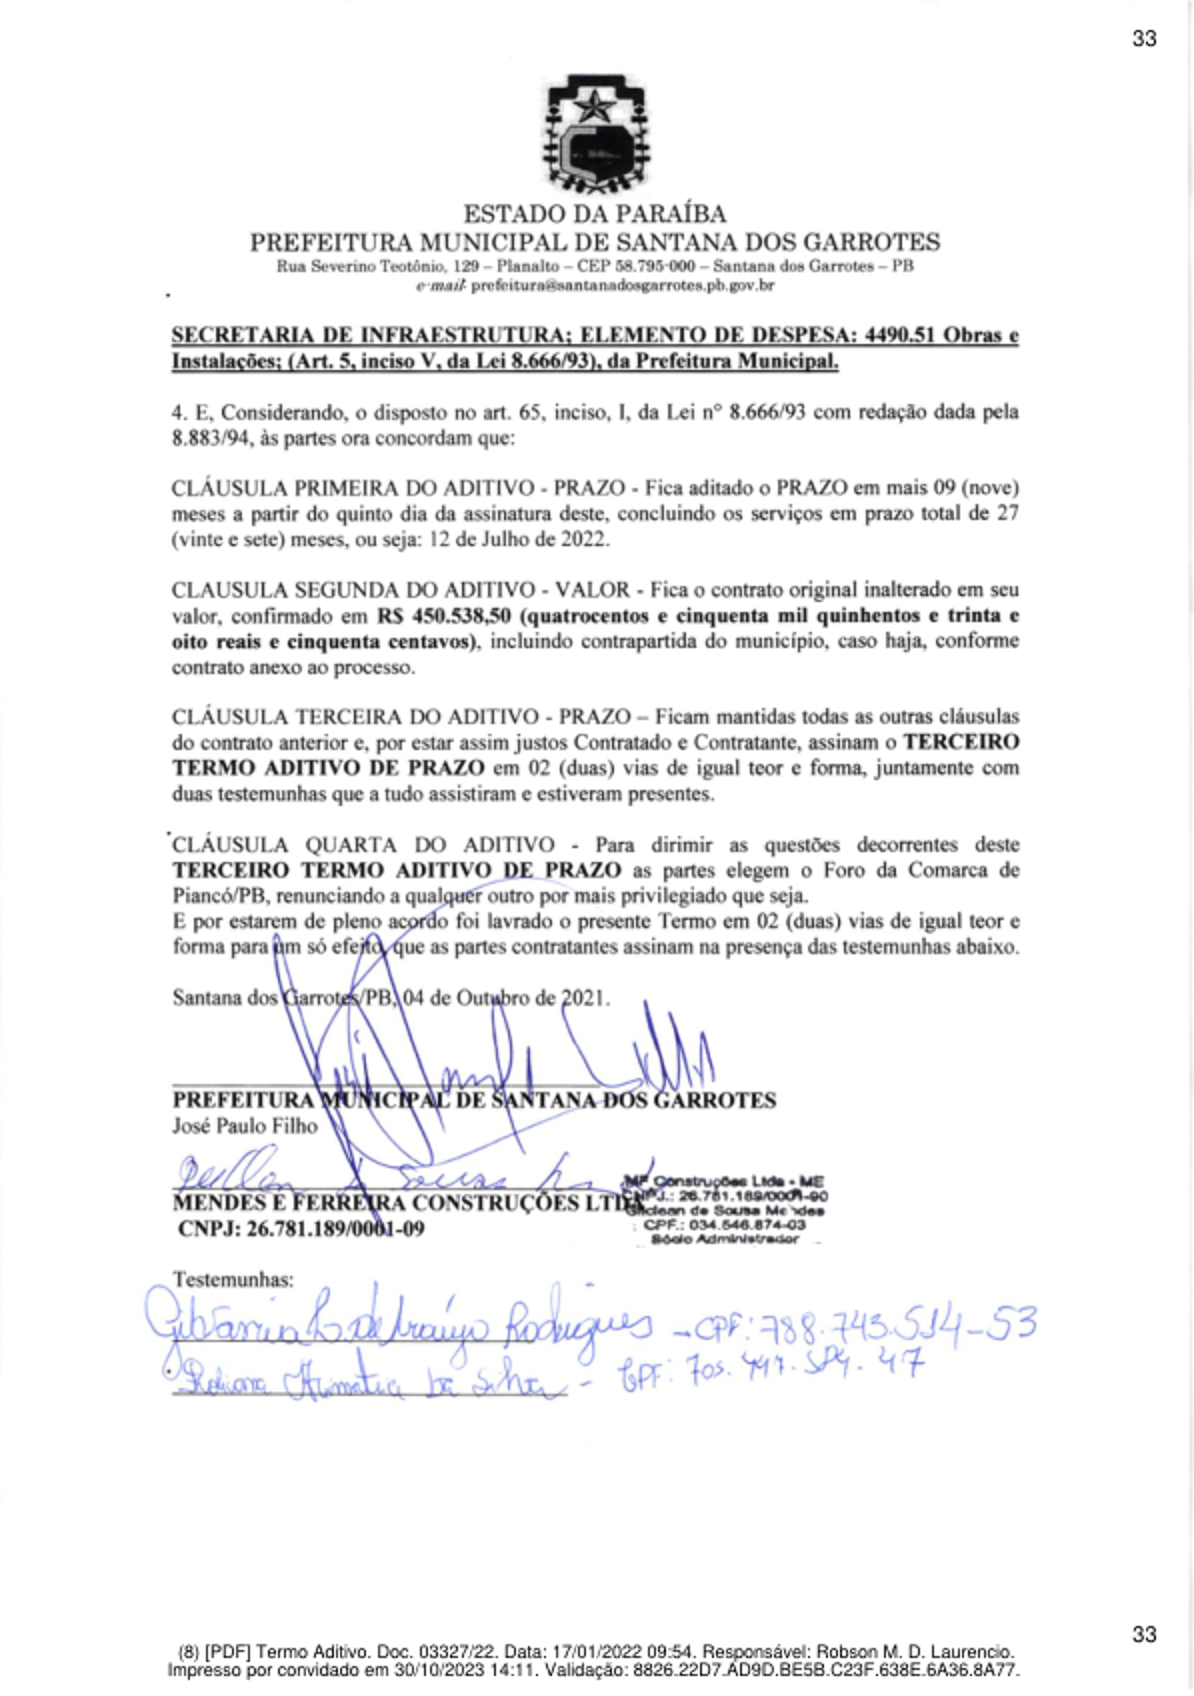 33
ESTADO DA PARAÍBA
PREFEITURA MUNICIPAL DE SANTANA DOS GARROTES
Rua Severino Teotônio, 129 – Planalto – CEP 58.795-000 – Santana dos Garrotes – PB
e-mail: prefeitura@santanadosgarrotes.pb.gov.br
SECRETARIA DE INFRAESTRUTURA; ELEMENTO DE DESPESA: 4490.51 Obras e
Instalações; (Art. 5, inciso V, da Lei 8.666/93), da Prefeitura Municipal.
4. E, Considerando, o disposto no art. 65, inciso, I, da Lei nº 8.666/93 com redação dada pela
8.883/94, às partes ora concordam que:
CLÁUSULA PRIMEIRA DO ADITIVO - PRAZO - Fica aditado o PRAZO em mais 09 (nove)
meses a partir do quinto dia da assinatura deste, concluindo os serviços em prazo total de 27
(vinte e sete) meses, ou seja: 12 de Julho de 2022.
CLAUSULA SEGUNDA DO ADITIVO - VALOR - Fica o contrato original inalterado em seu
valor, confirmado em R$ 450.538,50 (quatrocentos e cinquenta mil quinhentos e trinta e
oito reais e cinquenta centavos), incluindo contrapartida do município, caso haja, conforme
contrato anexo ao processo.
CLÁUSULA TERCEIRA DO ADITIVO - PRAZO – Ficam mantidas todas as outras cláusulas
do contrato anterior e, por estar assim justos Contratado e Contratante, assinam o TERCEIRO
TERMO ADITIVO DE PRAZO em 02 (duas) vias de igual teor e forma, juntamente com
duas testemunhas que a tudo assistiram e estiveram presentes.
CLÁUSULA QUARTA DO ADITIVO - Para dirimir as questões decorrentes deste
TERCEIRO TERMO ADITIVO DE PRAZO as partes elegem o Foro da Comarca de
Piancó/PB, renunciando a qualquer outro por mais privilegiado que seja.
E por estarem de pleno acordo foi lavrado o presente Termo em 02 (duas) vias de igual teor e
forma para um só efeito, que as partes contratantes assinam na presença das testemunhas abaixo.
Santana dos Garrotes/PB, 04 de Outubro de 2021.
PREFEITURA MUNICIPAL DE SANTANA DOS GARROTES
José Paulo Filho
MENDES E FERREIRA CONSTRUÇÕES LTDA
CNPJ: 26.781.189/0001-09
MF Construções Ltda - ME
CNPJ.: 26.781.189/0001-90
Gildean de Sousa Mendes
CPF.: 034.546.874-03
Sócio Administrador
Testemunhas:
Rodrigues - CPF: 788.743.514-53
da Silva - CPF: 705.
33
(8) [PDF] Termo Aditivo. Doc. 03327/22. Data: 17/01/2022 09:54. Responsável: Robson M. D. Laurencio.
Impresso por convidado em 30/10/2023 14:11. Validação: 8826.22D7.AD9D.BE5B.C23F.638E.6A36.8A77.